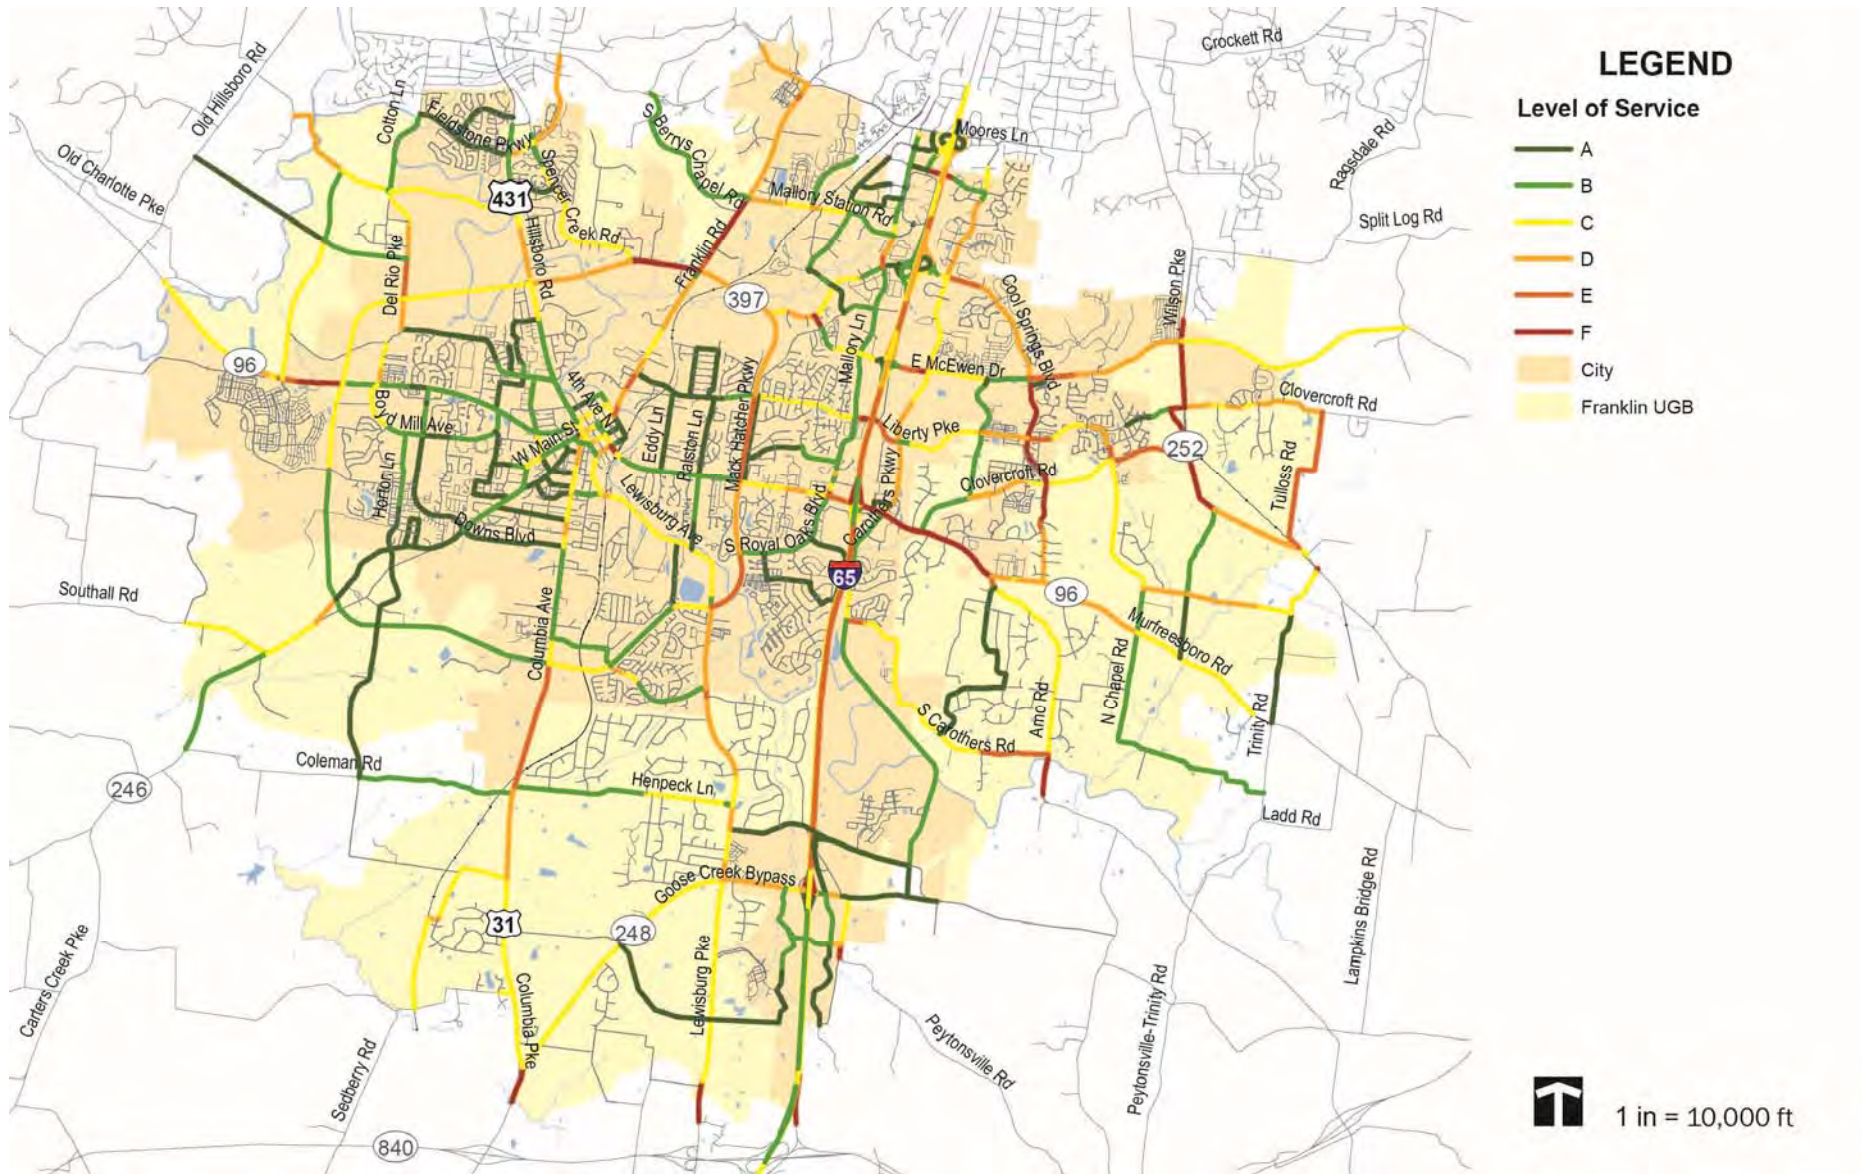 LEGEND
Level of Service
A
B
C
D
E
F
City
Franklin UGB
1 in = 10,000 ft
Crockett Rd
Old Hillsboro Rd
Cotton Ln
Fieldstone Pkwy
Moores Ln
S Berrys Chapel Rd
Ragsdale Rd
Old Charlotte Pke
Spencer Creek Rd
431
Mallory Station Rd
Split Log Rd
Hillsboro Rd
Franklin Rd
Del Rio Pke
397
Wilson Pke
Cool Springs Blvd
Mallory Ln
96
E McEwen Dr
4th Ave N
Mack Hatcher Pkwy
Clovercroft Rd
Boyd Mill Ave
W Main St
Eddy Ln
Ralston Ln
Liberty Pke
252
Horton Ln
Clovercroft Rd
Tulloss Rd
Lewisburg Ave
Carothers Pkwy
Downs Blvd
S Royal Oaks Blvd
65
Southall Rd
96
Columbia Ave
Murfreesboro Rd
N Chapel Rd
Arno Rd
S Carothers Rd
Trinity Rd
Coleman Rd
246
Henpeck Ln
Ladd Rd
Goose Creek Bypass
Lampkins Bridge Rd
31
248
Carters Creek Pke
Lewisburg Pke
Columbia Pke
Peytonsville Rd
Peytonsville-Trinity Rd
Sedberry Rd
840